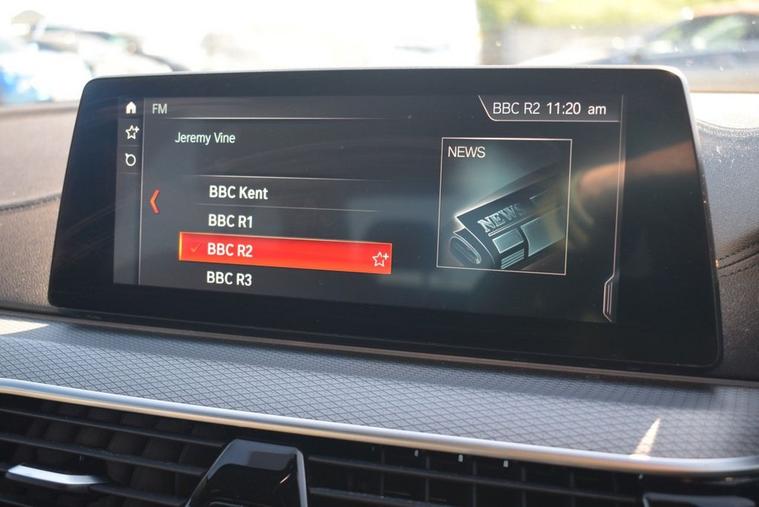 FM
BBC R2 11:20 am
Jeremy Vine
NEWS
BBC Kent
BBC R1
BBC R2
BBC R3
NEWS